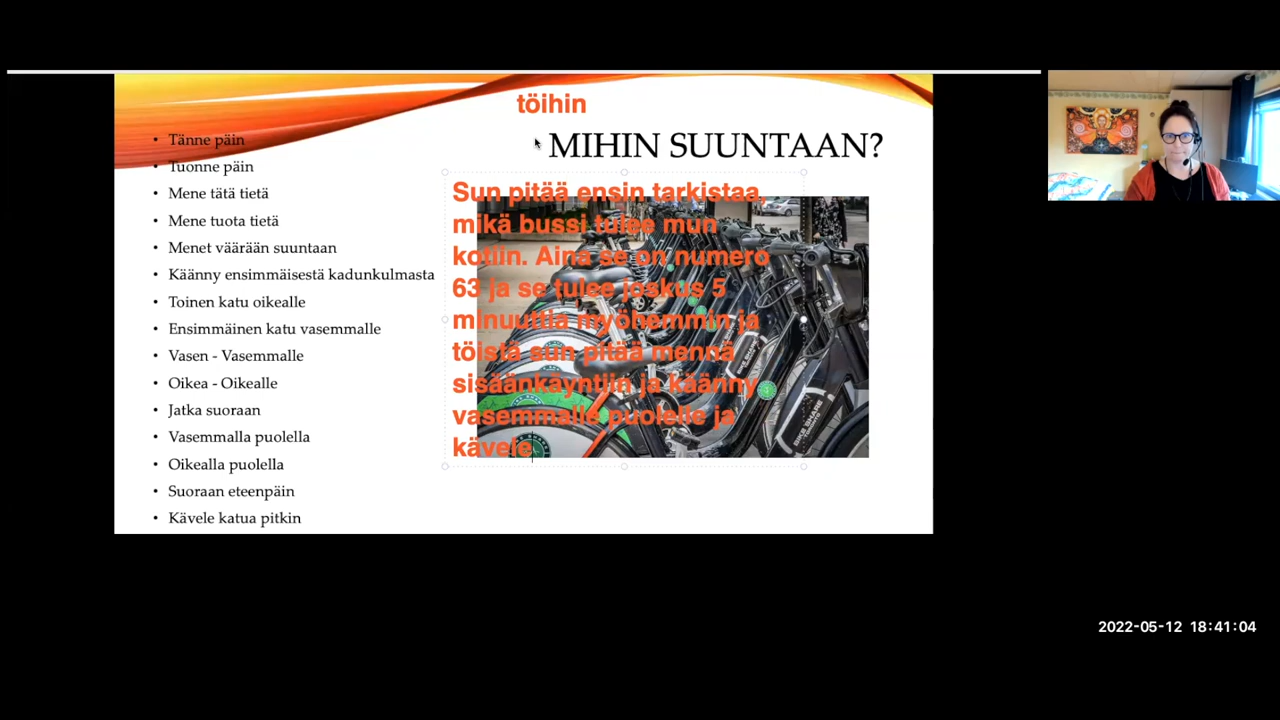 töihin
MIHIN SUUNTAAN?
• Tänne päin
• Tuonne päin
• Mene tätä tietä
• Mene tuota tietä
• Menet väärään suuntaan
• Käänny ensimmäisestä kadunkulmasta
• Toinen katu oikealle
• Ensimmäinen katu vasemmalle
• Vasen - Vasemmalle
• Oikea - Oikealle
• Jatka suoraan
• Vasemmalla puolella
• Oikealla puolella
• Suoraan eteenpäin
• Kävele katua pitkin
Sun pitää ensin tarkistaa,
mikä bussi tulee mun
kotiin. Aina se on numero
63 ja se tulee joskus 5
minuuttia myöhemmin ja
töistä sun pitää mennä
sisäänkäyntiin ja käänny
vasemmalle puolelle ja
kävele
BIKE SHARE
TORONTO
2022-05-12 18:41:04